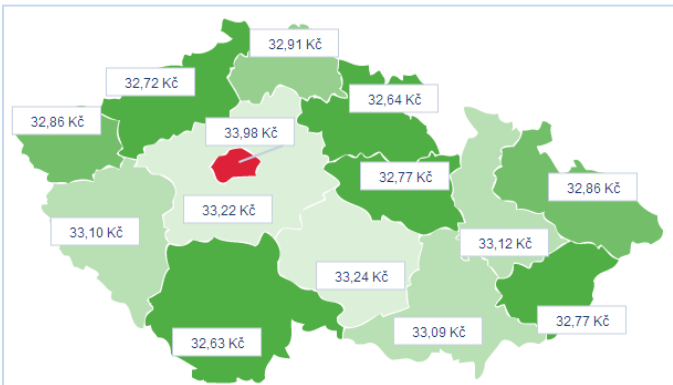 32,91 Kč
32,72 Kč
32,64 Kč
32,86 Kč
33,98 Kč
32,77 Kč
32,86 Kč
33,22 Kč
33,10 Kč
33,12 Kč
33,24 Kč
32,77 Kč
33,09 Kč
32,63 Kč